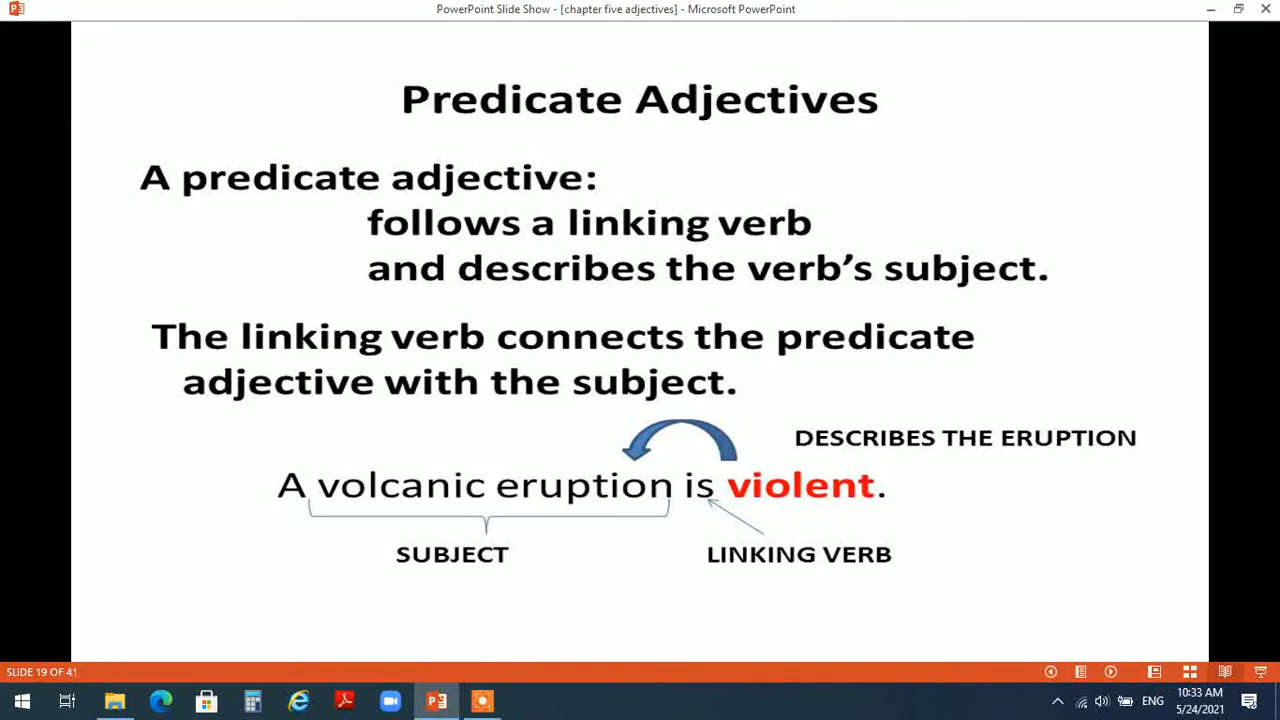 PowerPoint Slide Show - [chapter five adjectives] - Microsoft PowerPoint
Predicate Adjectives
A predicate adjective:
follows a linking verb
and describes the verb’s subject.
The linking verb connects the predicate
adjective with the subject.
DESCRIBES THE ERUPTION
A volcanic eruption is violent.
SUBJECT
LINKING VERB
SLIDE 19 OF 41
ENG
10:33 AM
5/24/2021